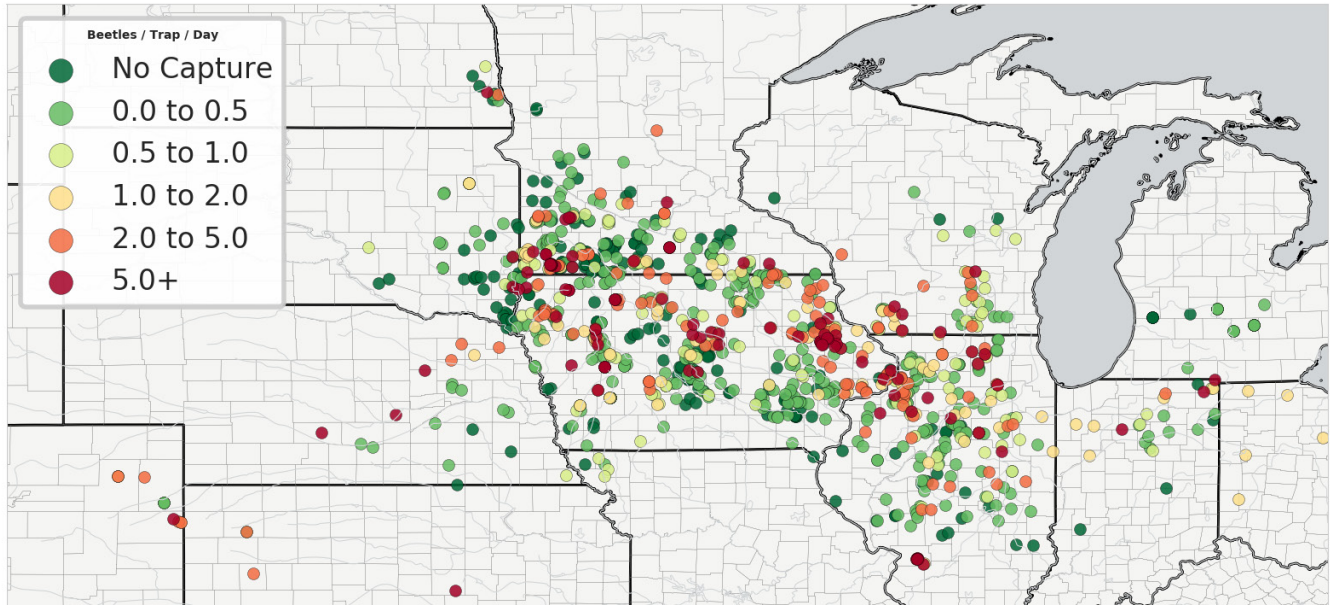 Beetles / Trap / Day
No Capture
0.0 to 0.5
0.5 to 1.0
1.0 to 2.0
2.0 to 5.0
5.0+